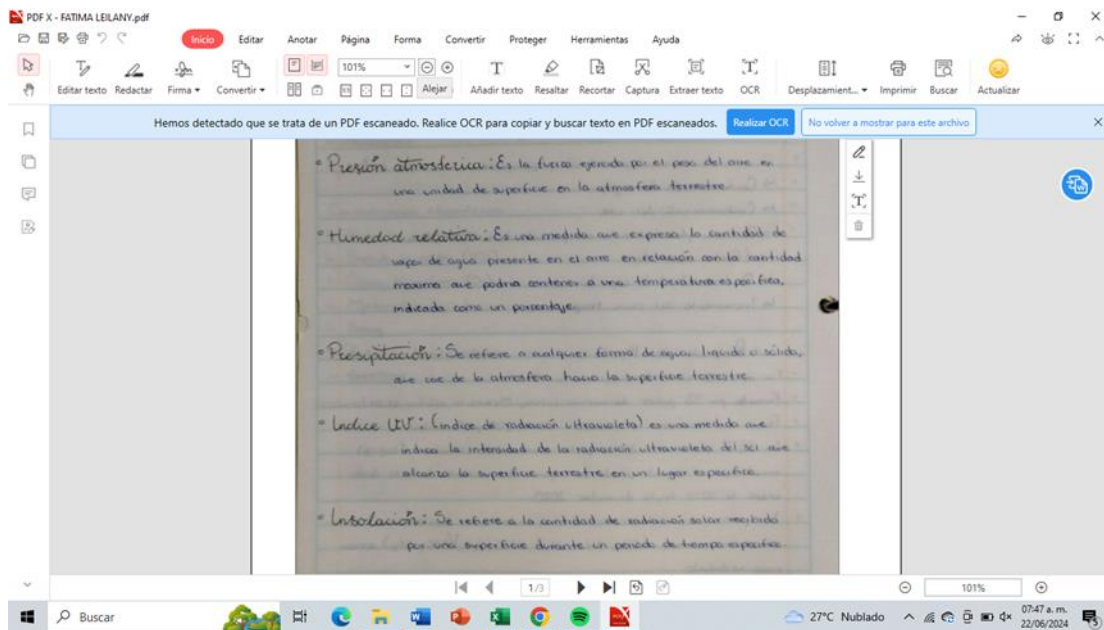 PDF X - FATIMA LEILANY.pdf
Inicio Editar Anotar Página Forma Convertir Proteger Herramientas Ayuda
101%
Editar texto Redactar Firma Convertir Alejar Añadir texto Resaltar Recortar Captura Extraer texto OCR Desplazamient... Imprimir Buscar Actualizar
Hemos detectado que se trata de un PDF escaneado. Realice OCR para copiar y buscar texto en PDF escaneados. Realizar OCR No volver a mostrar para este archivo
Presión atmosferica: Es la fuerza ejercida por el peso del aire en
una unidad de superficie en la atmosfera terrestre
Humedad relativa: Es una medida que expresa la cantidad de
vapor de agua presente en el aire en relación con la cantidad
maxima que podria contener a una temperatura especifica,
indicada como un porcentaje.
Presipitación: Se refiere a cualquier forma de agua, liquida o sólida,
que cae de la atmosfera hacia la superficie terrestre.
Indice UV: (indice de radiación ultravioleta) es una medida que
indica la intensidad de la radiación ultravioleta del sol que
alcanza la superficie terrestre en un lugar especifico.
Insolación: Se refiere a la cantidad de radiación solar recibida
por una superficie durante un periodo de tiempo especifico
1/3
101%
Buscar
27°C Nublado
07:47 a. m.
22/06/2024
5